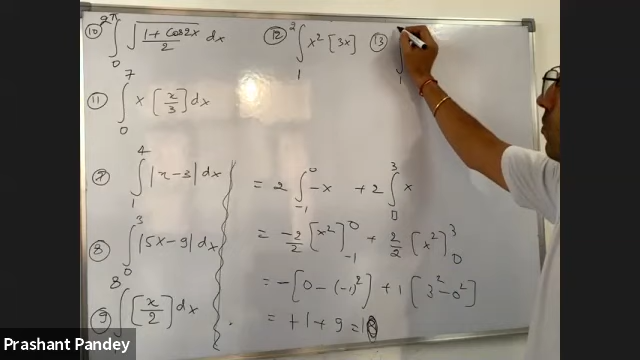 ⑩ ∫₀^{2π} √((1 + Cos2x)/2) dx
⑫ ∫₁² x² [3x]
⑬ ∫₁
⑪ ∫₀⁷ x [x/3] dx
∫₁⁴ |x-3| dx
⑧ ∫₀³ |5x-9| dx
⑨ ∫₀⁸ [x/2] dx
= 2 ∫₋₁⁰ -x + 2 ∫₀³ x
= -2/2 [x²]₋₁⁰ + 2/2 [x²]₀³
= -[0-(-1)²] + 1 [3²-0²]
= +1+9 = 10
Prashant Pandey